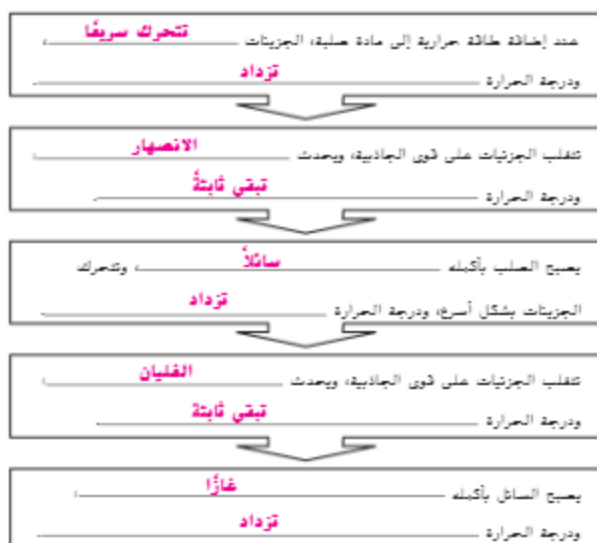 عند إضافة طاقة حرارية إلى مادة صلبة، الجزيئات تتحرك سريعًا،
ودرجة الحرارة تزداد.
تتغلب الجزئيات على قوى الجاذبية، ويحدث الانصهار،
ودرجة الحرارة تبقى ثابتةً.
يصبح الصلب بأكمله سائلاً، وتتحرك
الجزيئات بشكل أسرع، ودرجة الحرارة تزداد.
تتغلب الجزئيات على قوى الجاذبية، ويحدث الغليان،
ودرجة الحرارة تبقى ثابتة.
يصبح السائل بأكمله غازًا،
ودرجة الحرارة تزداد.